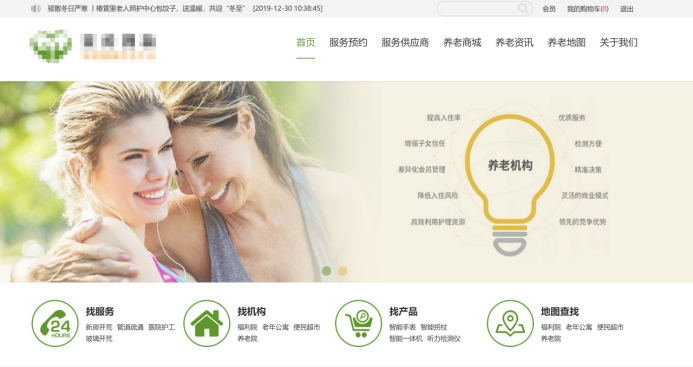 驱散冬日严寒 | 椿萱里老人照护中心包饺子、送温暖，共迎“冬至” [2019-12-30 10:38:45]
会员 我的购物车(0) 退出
首页 服务预约 服务供应商 养老商城 养老资讯 养老地图 关于我们
提高入住率 优质服务
增强子女信任 检测方便
养老机构
差异化会员管理 精准决策
降低入住风险 灵活的商业模式
高效利用护理资源 领先的竞争优势
24
HOURS
找服务
新房开荒 管道疏通 医院护工
玻璃开荒
找机构
福利院 老年公寓 便民超市
养老院
找产品
智能手表 智能拐杖
智能一体机 听力检测仪
地图查找
福利院 老年公寓 便民超市
养老院